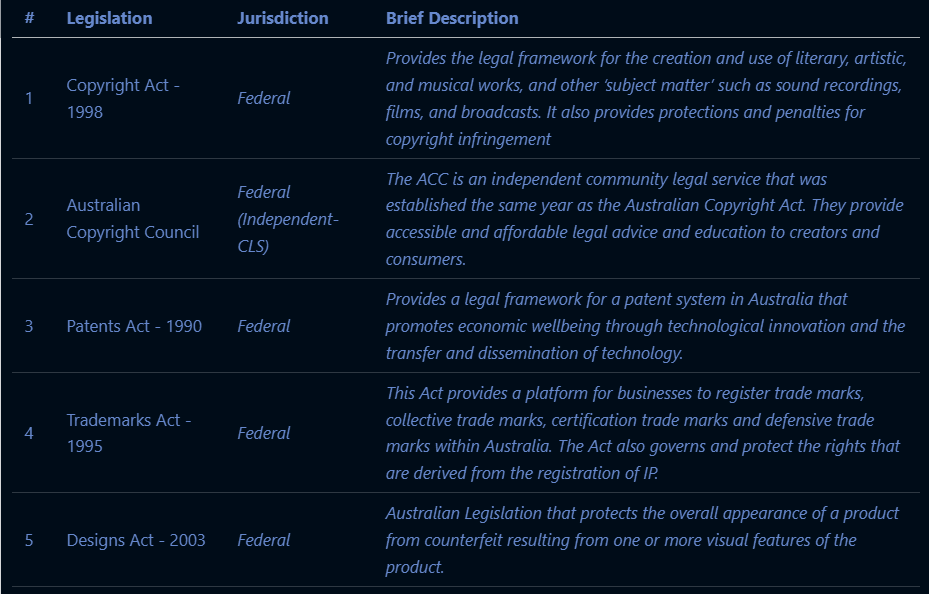 # Legislation Jurisdiction Brief Description
1 Copyright Act - 1998 Federal Provides the legal framework for the creation and use of literary, artistic,
and musical works, and other ‘subject matter’ such as sound recordings,
films, and broadcasts. It also provides protections and penalties for
copyright infringement
2 Australian Copyright Council Federal (Independent-CLS) The ACC is an independent community legal service that was
established the same year as the Australian Copyright Act. They provide
accessible and affordable legal advice and education to creators and
consumers.
3 Patents Act - 1990 Federal Provides a legal framework for a patent system in Australia that
promotes economic wellbeing through technological innovation and the
transfer and dissemination of technology.
4 Trademarks Act - 1995 Federal This Act provides a platform for businesses to register trade marks,
collective trade marks, certification trade marks and defensive trade
marks within Australia. The Act also governs and protect the rights that
are derived from the registration of IP.
5 Designs Act - 2003 Federal Australian Legislation that protects the overall appearance of a product
from counterfeit resulting from one or more visual features of the
product.